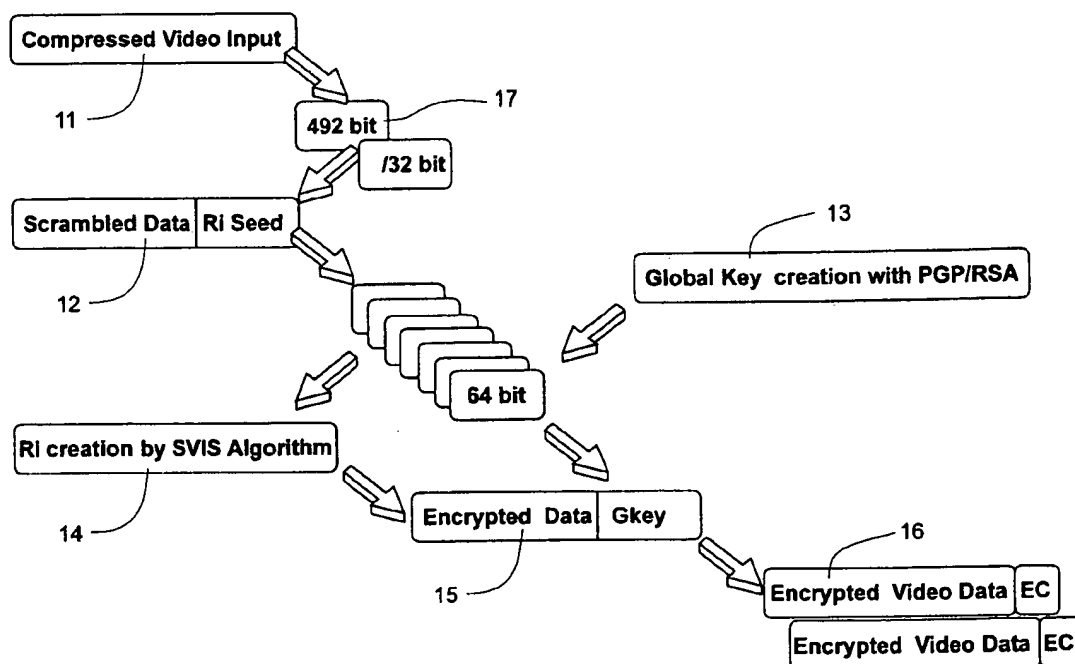 Compressed Video Input
11
17
492 bit
/32 bit
Scrambled Data Ri Seed
12
13
Global Key creation with PGP/RSA
64 bit
Ri creation by SVIS Algorithm
14
Encrypted Data Gkey
15
16
Encrypted Video Data EC
Encrypted Video Data EC